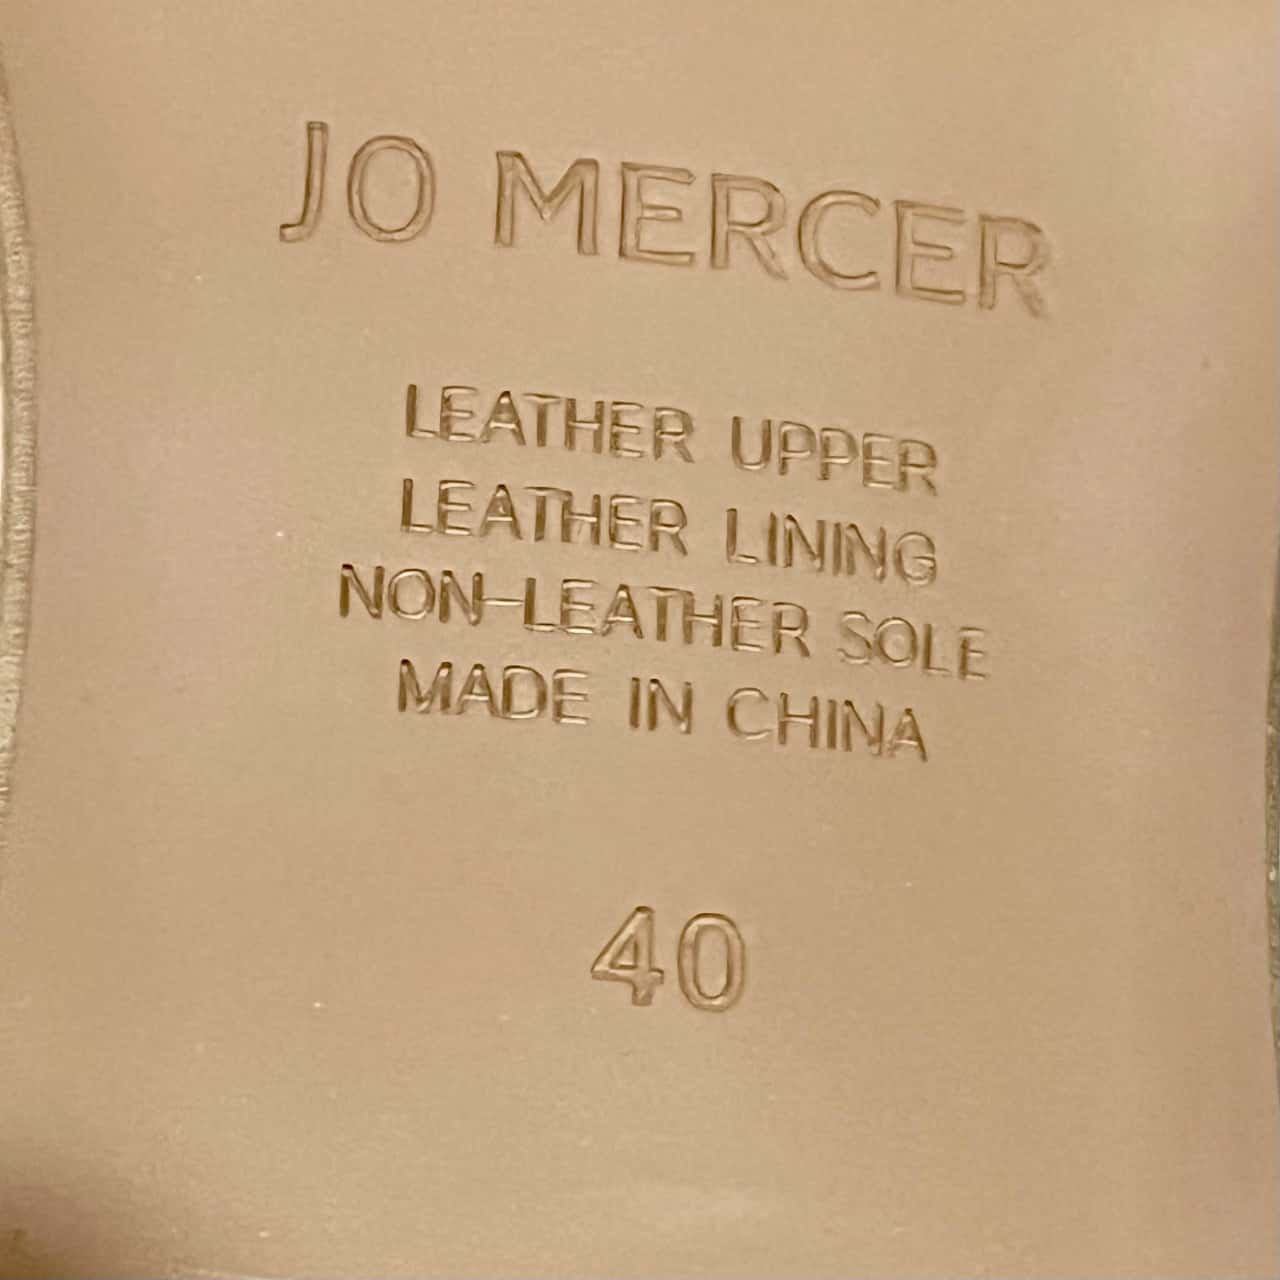 JO MERCER
LEATHER UPPER
LEATHER LINING
NON-LEATHER SOLE
MADE IN CHINA
40